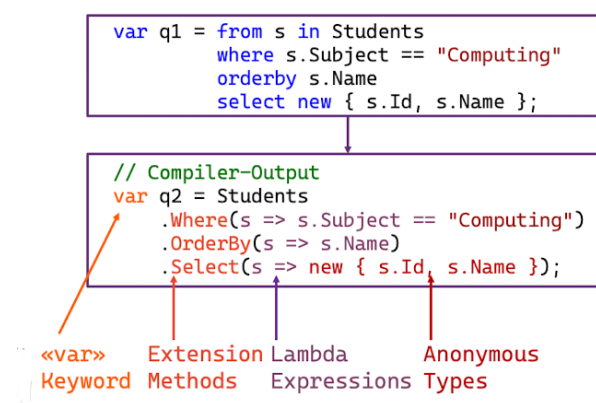 var q1 = from s in Students
where s.Subject == "Computing"
orderby s.Name
select new { s.Id, s.Name };
// Compiler-Output
var q2 = Students
.Where(s => s.Subject == "Computing")
.OrderBy(s => s.Name)
.Select(s => new { s.Id, s.Name });
«var» Extension Lambda Anonymous
Keyword Methods Expressions Types